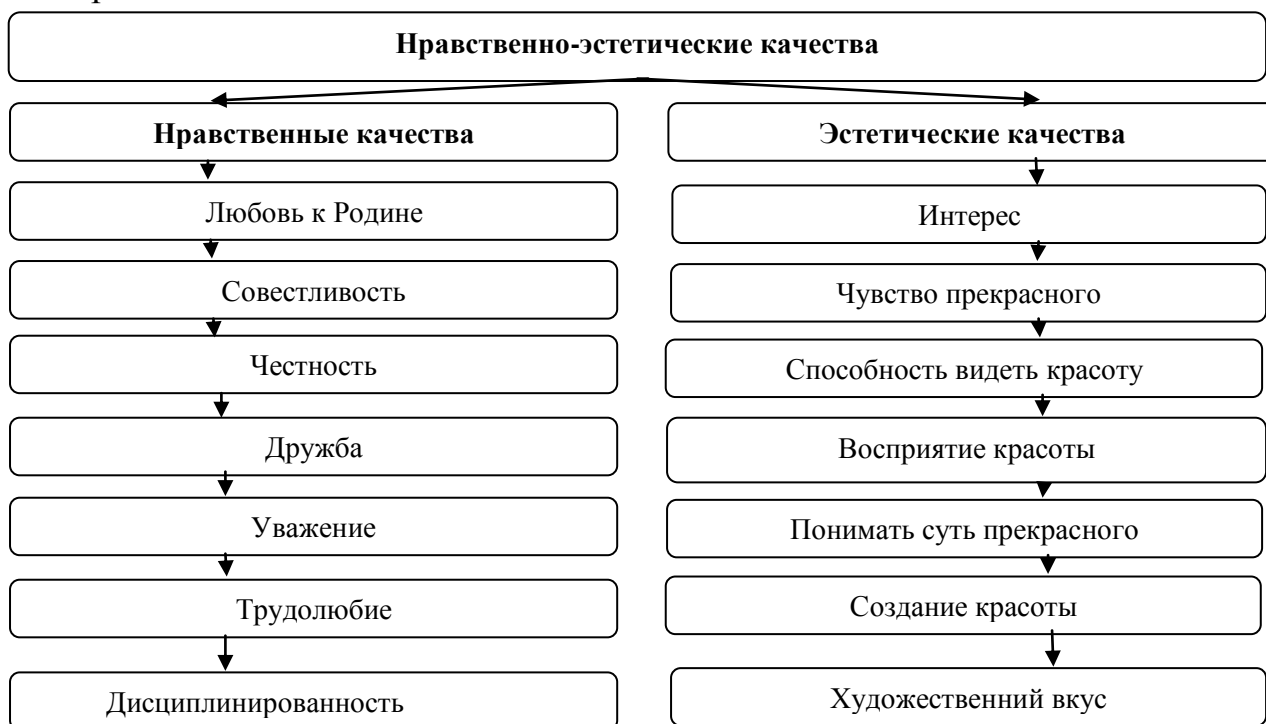 Нравственно-эстетические качества
Нравственные качества
Любовь к Родине
Совестливость
Честность
Дружба
Уважение
Трудолюбие
Дисциплинированность
Эстетические качества
Интерес
Чувство прекрасного
Способность видеть красоту
Восприятие красоты
Понимать суть прекрасного
Создание красоты
Художественний вкус